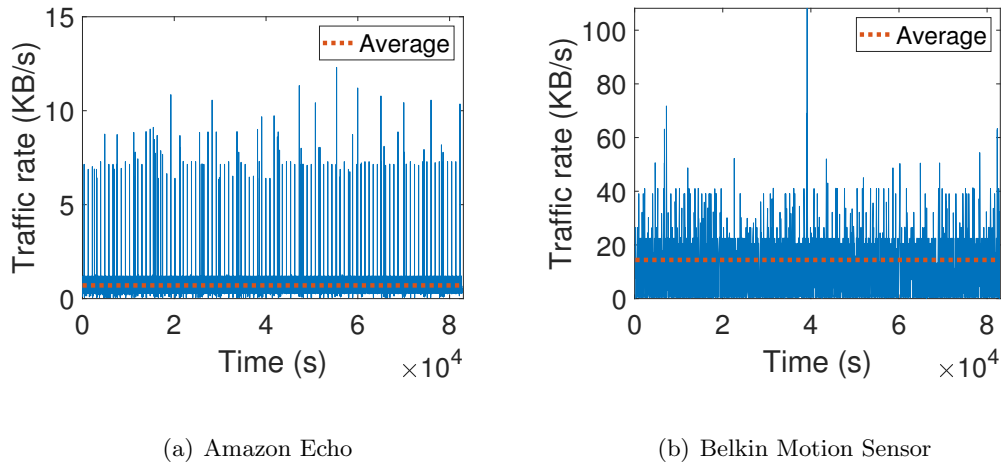 15
10
5
0
Traffic rate (KB/s)
Average
0 2 4 6 8
Time (s)
×10^4
(a) Amazon Echo
100
80
60
40
20
0
Traffic rate (KB/s)
Average
0 2 4 6 8
Time (s)
×10^4
(b) Belkin Motion Sensor